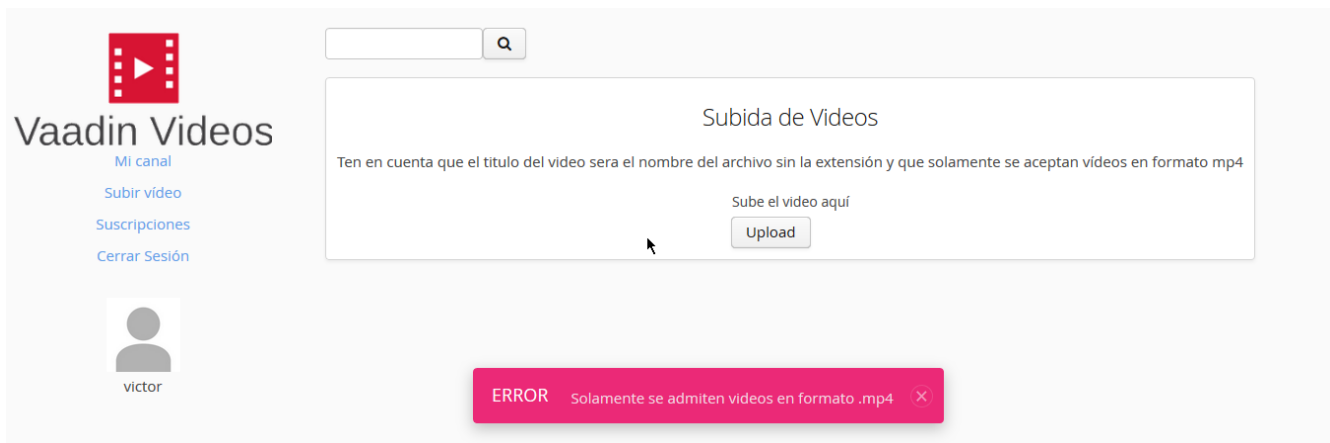 Vaadin Videos
Mi canal
Subir vídeo
Suscripciones
Cerrar Sesión
victor
Subida de Videos
Ten en cuenta que el titulo del video sera el nombre del archivo sin la extensión y que solamente se aceptan vídeos en formato mp4
Sube el video aquí
Upload
ERROR Solamente se admiten videos en formato .mp4